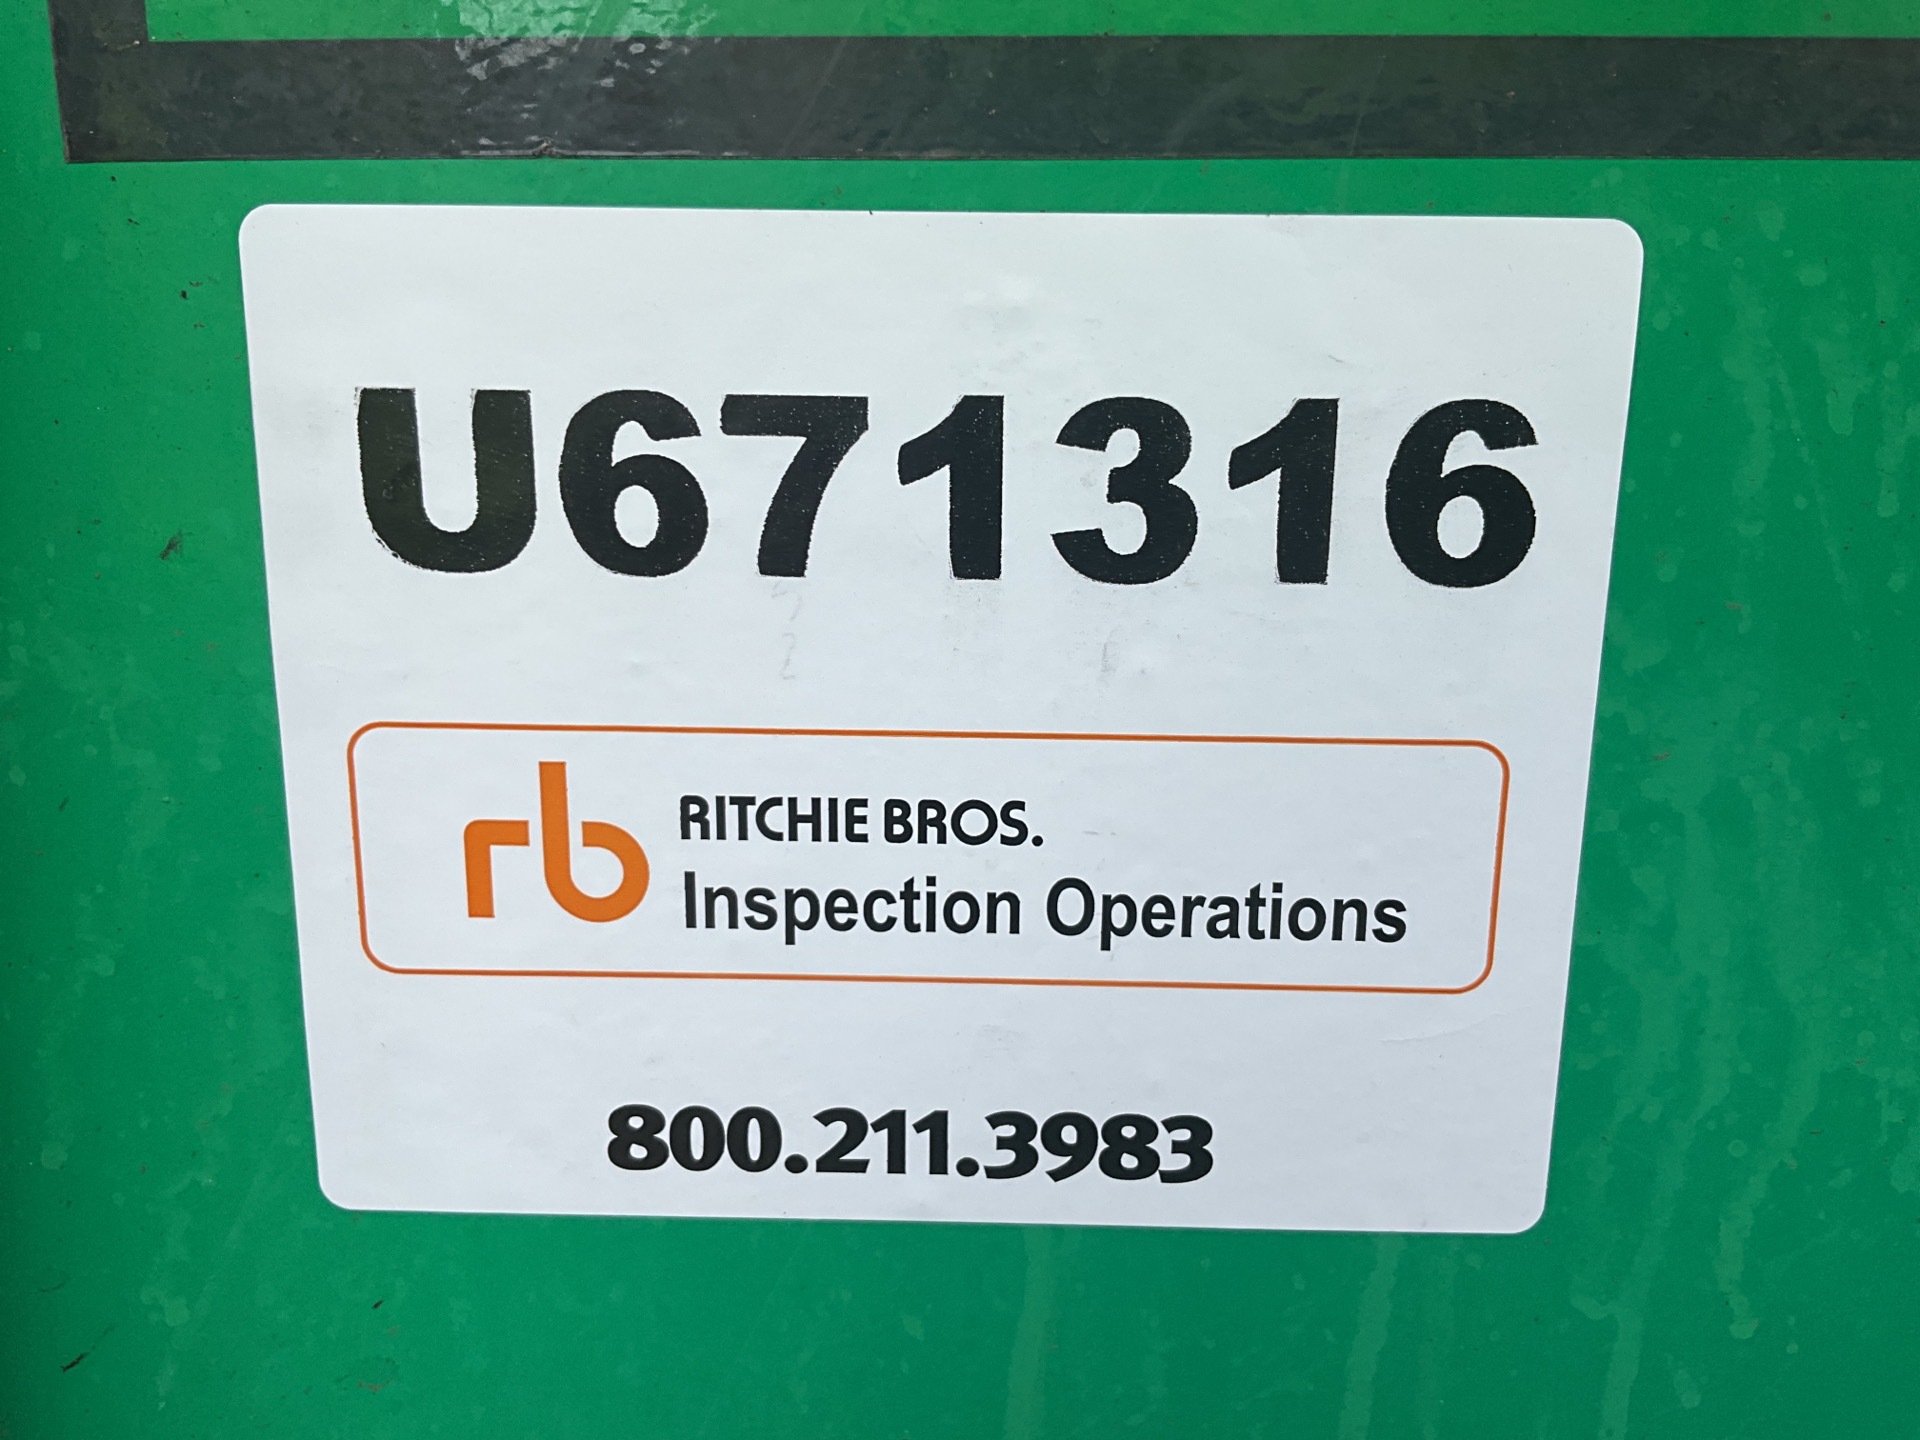 U671316
rb
RITCHIE BROS.
Inspection Operations
800.211.3983